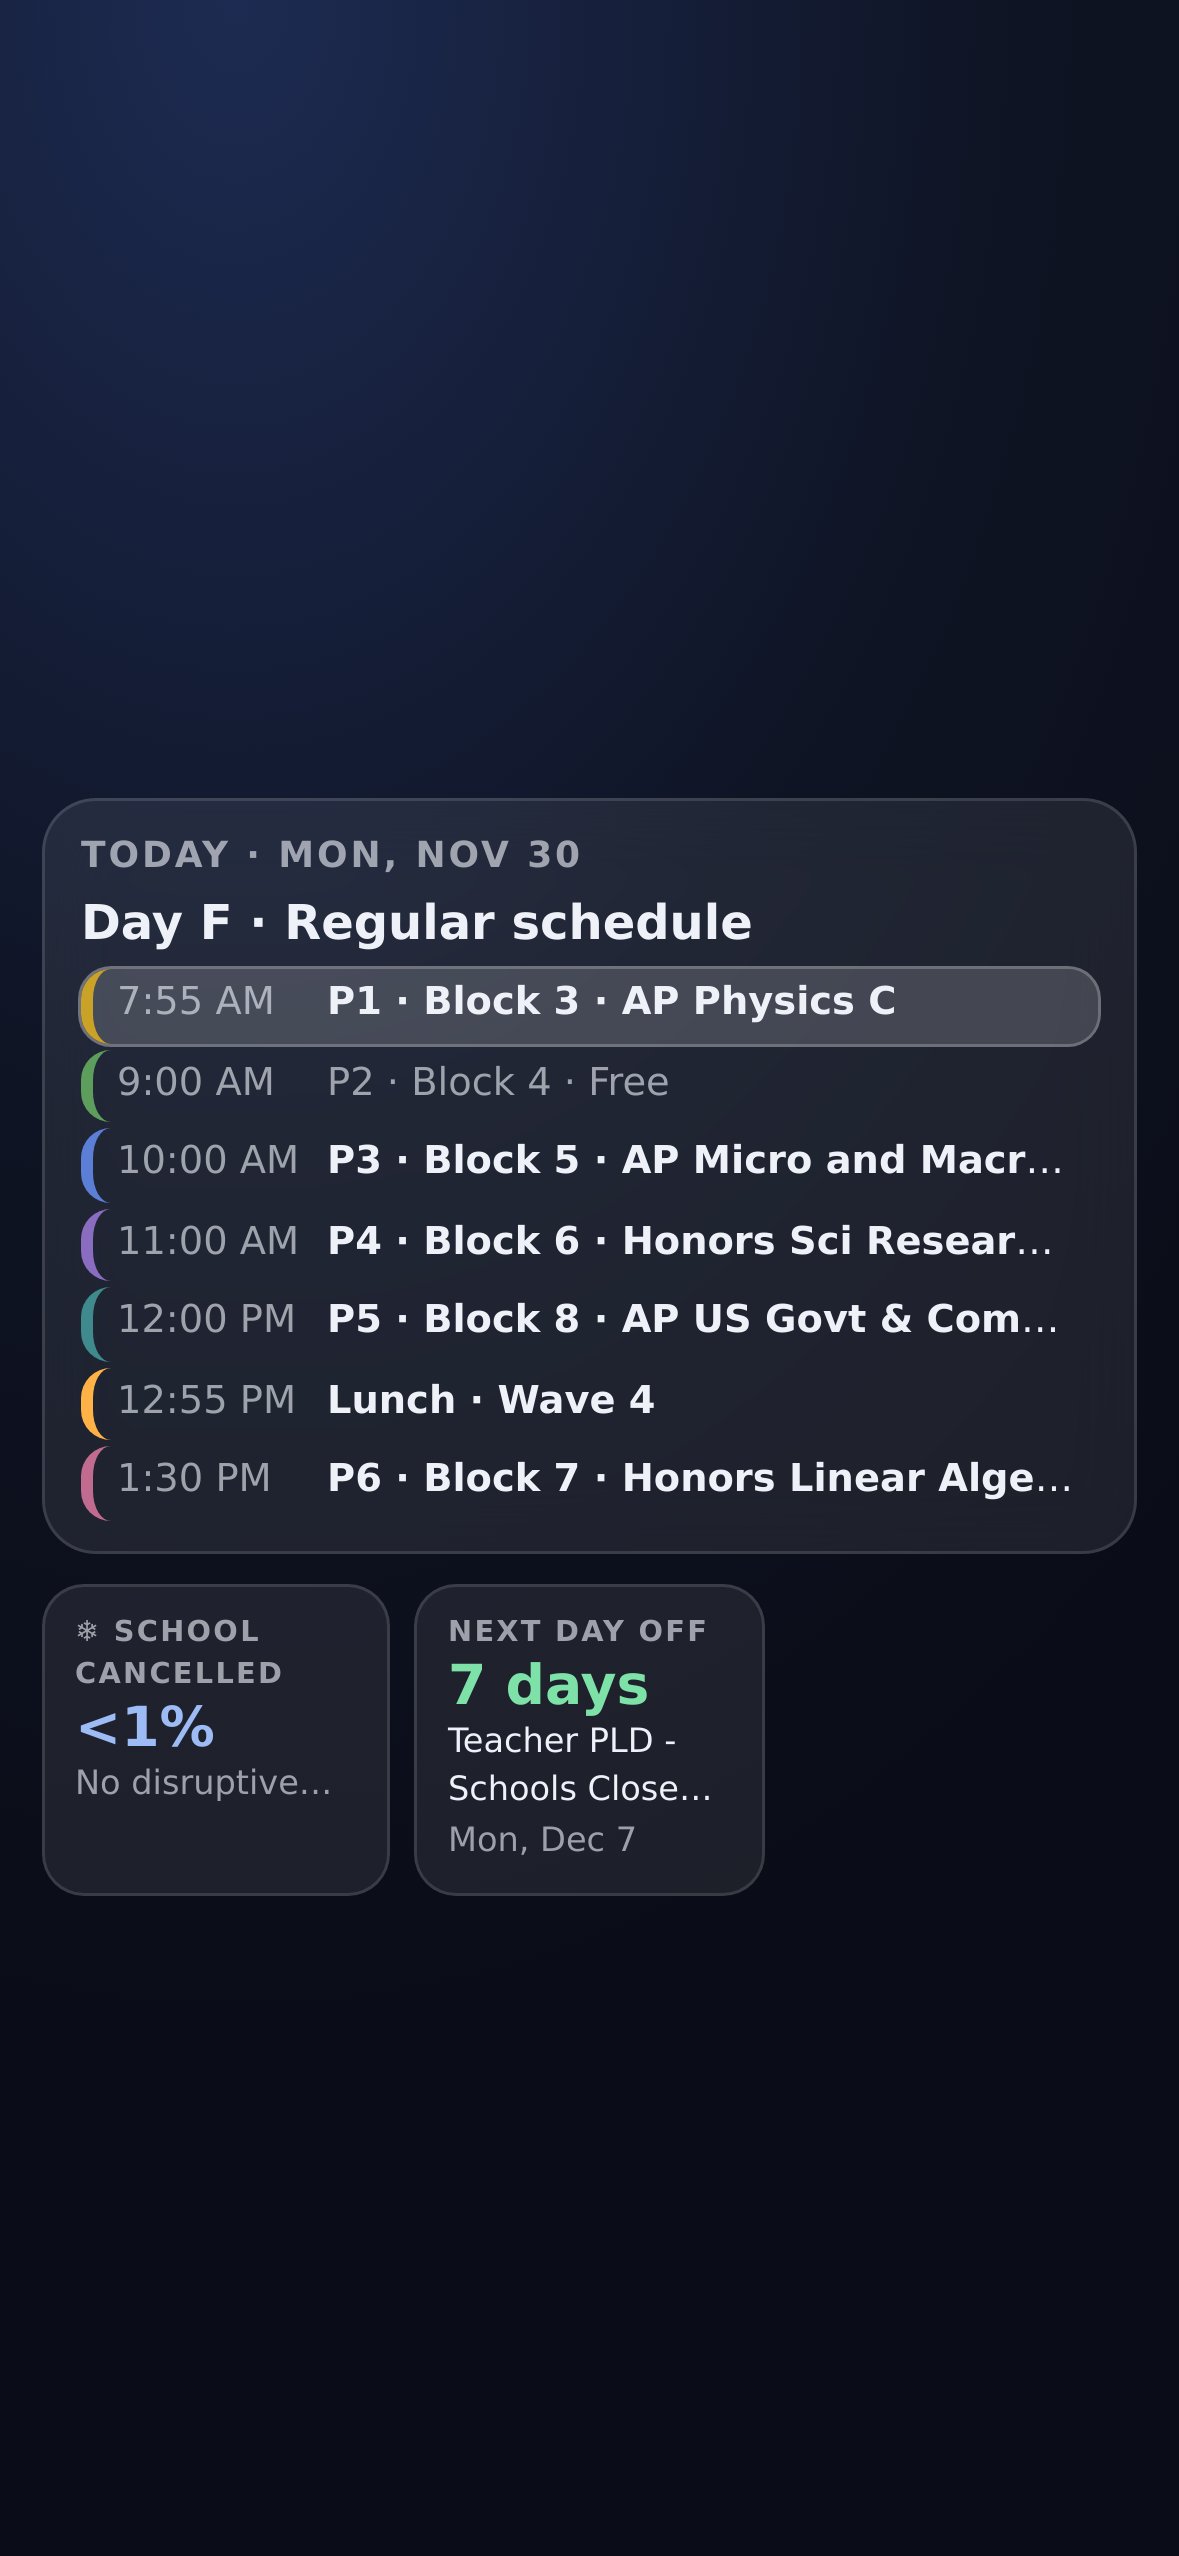 TODAY · MON, NOV 30
Day F · Regular schedule
7:55 AM P1 · Block 3 · AP Physics C
9:00 AM P2 · Block 4 · Free
10:00 AM P3 · Block 5 · AP Micro and Macr…
11:00 AM P4 · Block 6 · Honors Sci Resear…
12:00 PM P5 · Block 8 · AP US Govt & Com…
12:55 PM Lunch · Wave 4
1:30 PM P6 · Block 7 · Honors Linear Alge…
❄ SCHOOL
CANCELLED
<1%
No disruptive…
NEXT DAY OFF
7 days
Teacher PLD -
Schools Close…
Mon, Dec 7